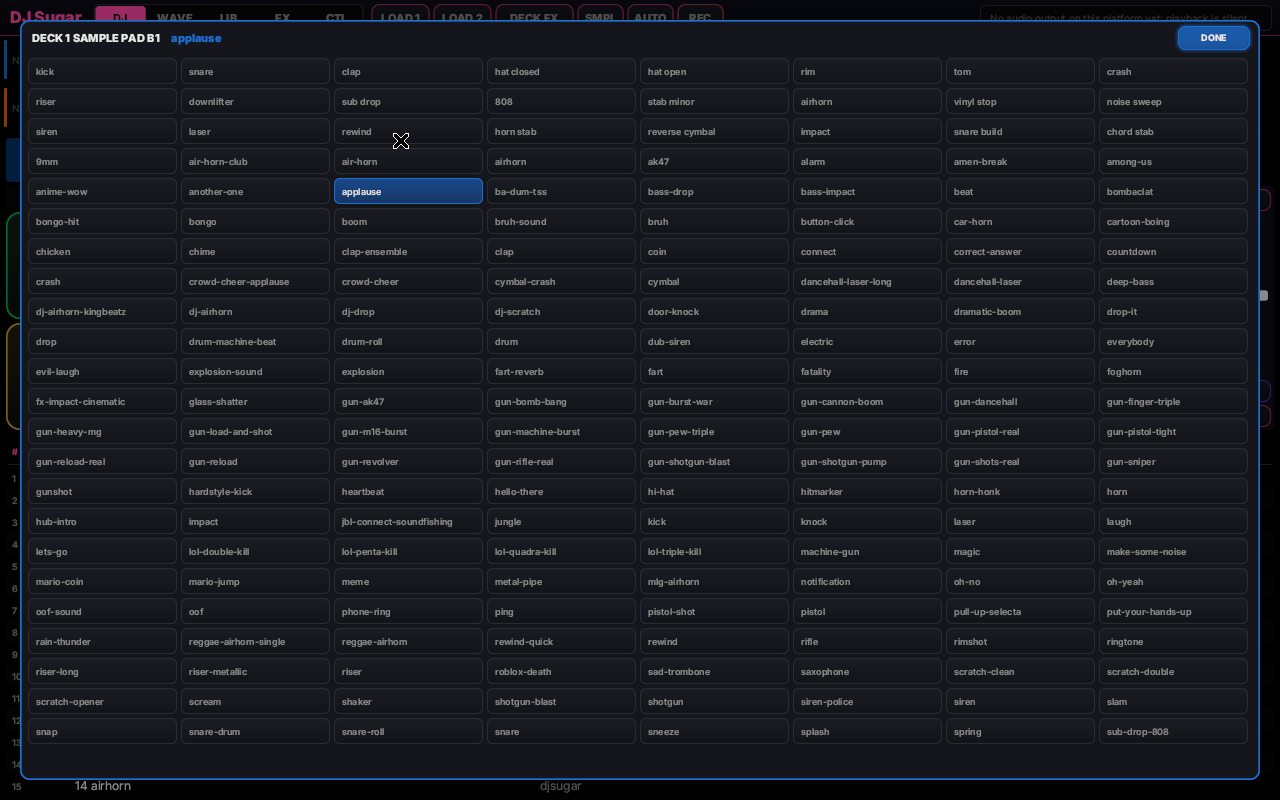 DJSugar DJ WAVE LIB FX CTL LOAD 1 LOAD 2 DECK FX SMPL AUTO REC No audio output on this platform yet: playback is silent
DECK 1 SAMPLE PAD B1 applause DONE
kick snare clap hat closed hat open rim tom crash
riser downlifter sub drop 808 stab minor airhorn vinyl stop noise sweep
siren laser rewind horn stab reverse cymbal impact snare build chord stab
9mm air-horn-club air-horn airhorn ak47 alarm amen-break among-us
anime-wow another-one applause ba-dum-tss bass-drop bass-impact beat bombaclat
bongo-hit bongo boom bruh-sound bruh button-click car-horn cartoon-boing
chicken chime clap-ensemble clap coin connect correct-answer countdown
crash crowd-cheer-applause crowd-cheer cymbal-crash cymbal dancehall-laser-long dancehall-laser deep-bass
dj-airhorn-kingbeatz dj-airhorn dj-drop dj-scratch door-knock drama dramatic-boom drop-it
drop drum-machine-beat drum-roll drum dub-siren electric error everybody
evil-laugh explosion-sound explosion fart-reverb fart fatality fire foghorn
fx-impact-cinematic glass-shatter gun-ak47 gun-bomb-bang gun-burst-war gun-cannon-boom gun-dancehall gun-finger-triple
gun-heavy-mg gun-load-and-shot gun-m16-burst gun-machine-burst gun-pew-triple gun-pew gun-pistol-real gun-pistol-tight
# gun-reload-real gun-reload gun-revolver gun-rifle-real gun-shotgun-blast gun-shotgun-pump gun-shots-real gun-sniper
1
gunshot hardstyle-kick heartbeat hello-there hi-hat hitmarker horn-honk horn
2
3 hub-intro impact jbl-connect-soundfishing jungle kick knock laser laugh
4
lets-go lol-double-kill lol-penta-kill lol-quadra-kill lol-triple-kill machine-gun magic make-some-noise
5
mario-coin mario-jump meme metal-pipe mlg-airhorn notification oh-no oh-yeah
6
7 oof-sound oof phone-ring ping pistol-shot pistol pull-up-selecta put-your-hands-up
8
rain-thunder reggae-airhorn-single reggae-airhorn rewind-quick rewind rifle rimshot ringtone
9
10 riser-long riser-metallic riser roblox-death sad-trombone saxophone scratch-clean scratch-double
11 scratch-opener scream shaker shotgun-blast shotgun siren-police siren slam
12
snap snare-drum snare-roll snare sneeze splash spring sub-drop-808
13
14
15 14 airhorn djsugar